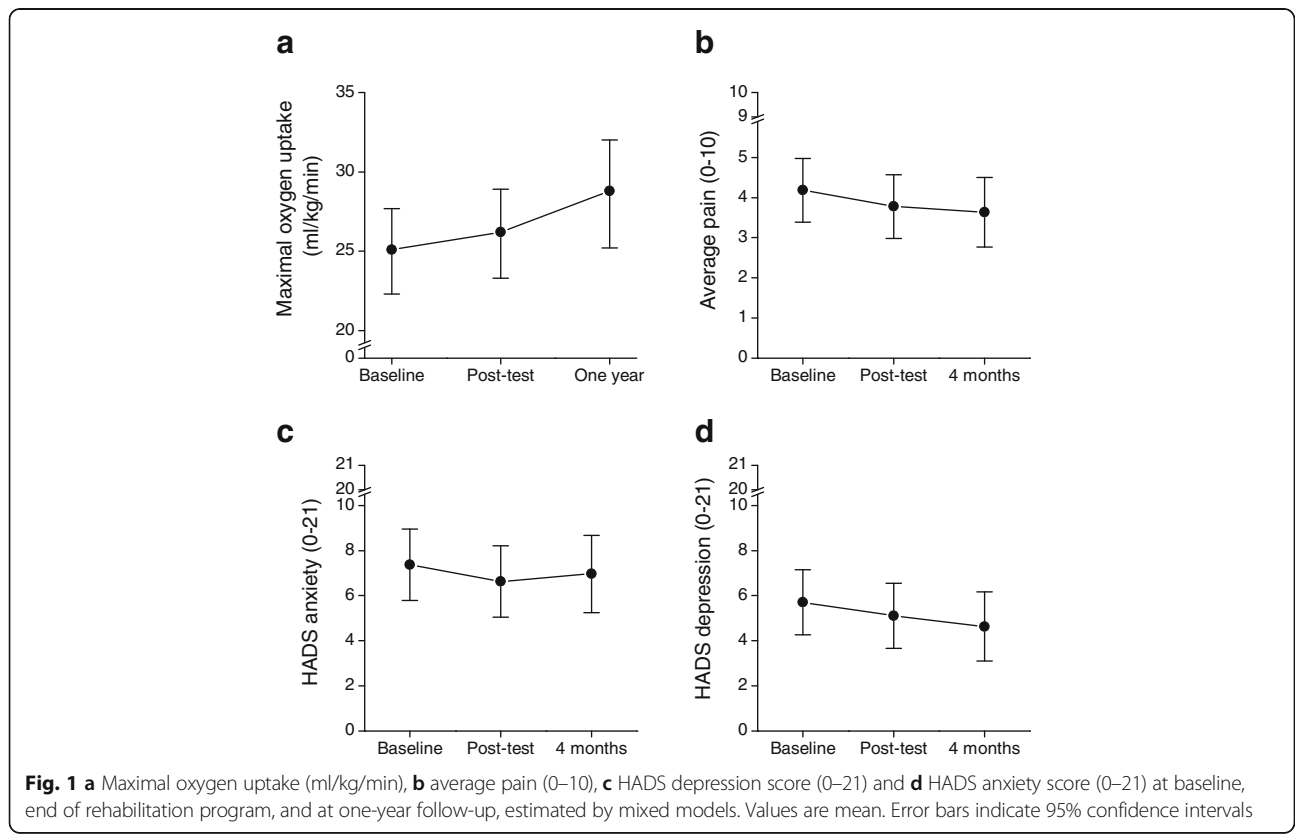 a
Maximal oxygen uptake
(ml/kg/min)
35
30
25
20
0
Baseline Post-test One year
b
Average pain (0-10)
10
9
5
4
3
2
1
0
Baseline Post-test 4 months
c
HADS anxiety (0-21)
21
20
10
8
6
4
2
0
Baseline Post-test 4 months
d
HADS depression (0-21)
21
20
10
8
6
4
2
0
Baseline Post-test 4 months
Fig. 1 a Maximal oxygen uptake (ml/kg/min), b average pain (0–10), c HADS depression score (0–21) and d HADS anxiety score (0–21) at baseline,
end of rehabilitation program, and at one-year follow-up, estimated by mixed models. Values are mean. Error bars indicate 95% confidence intervals